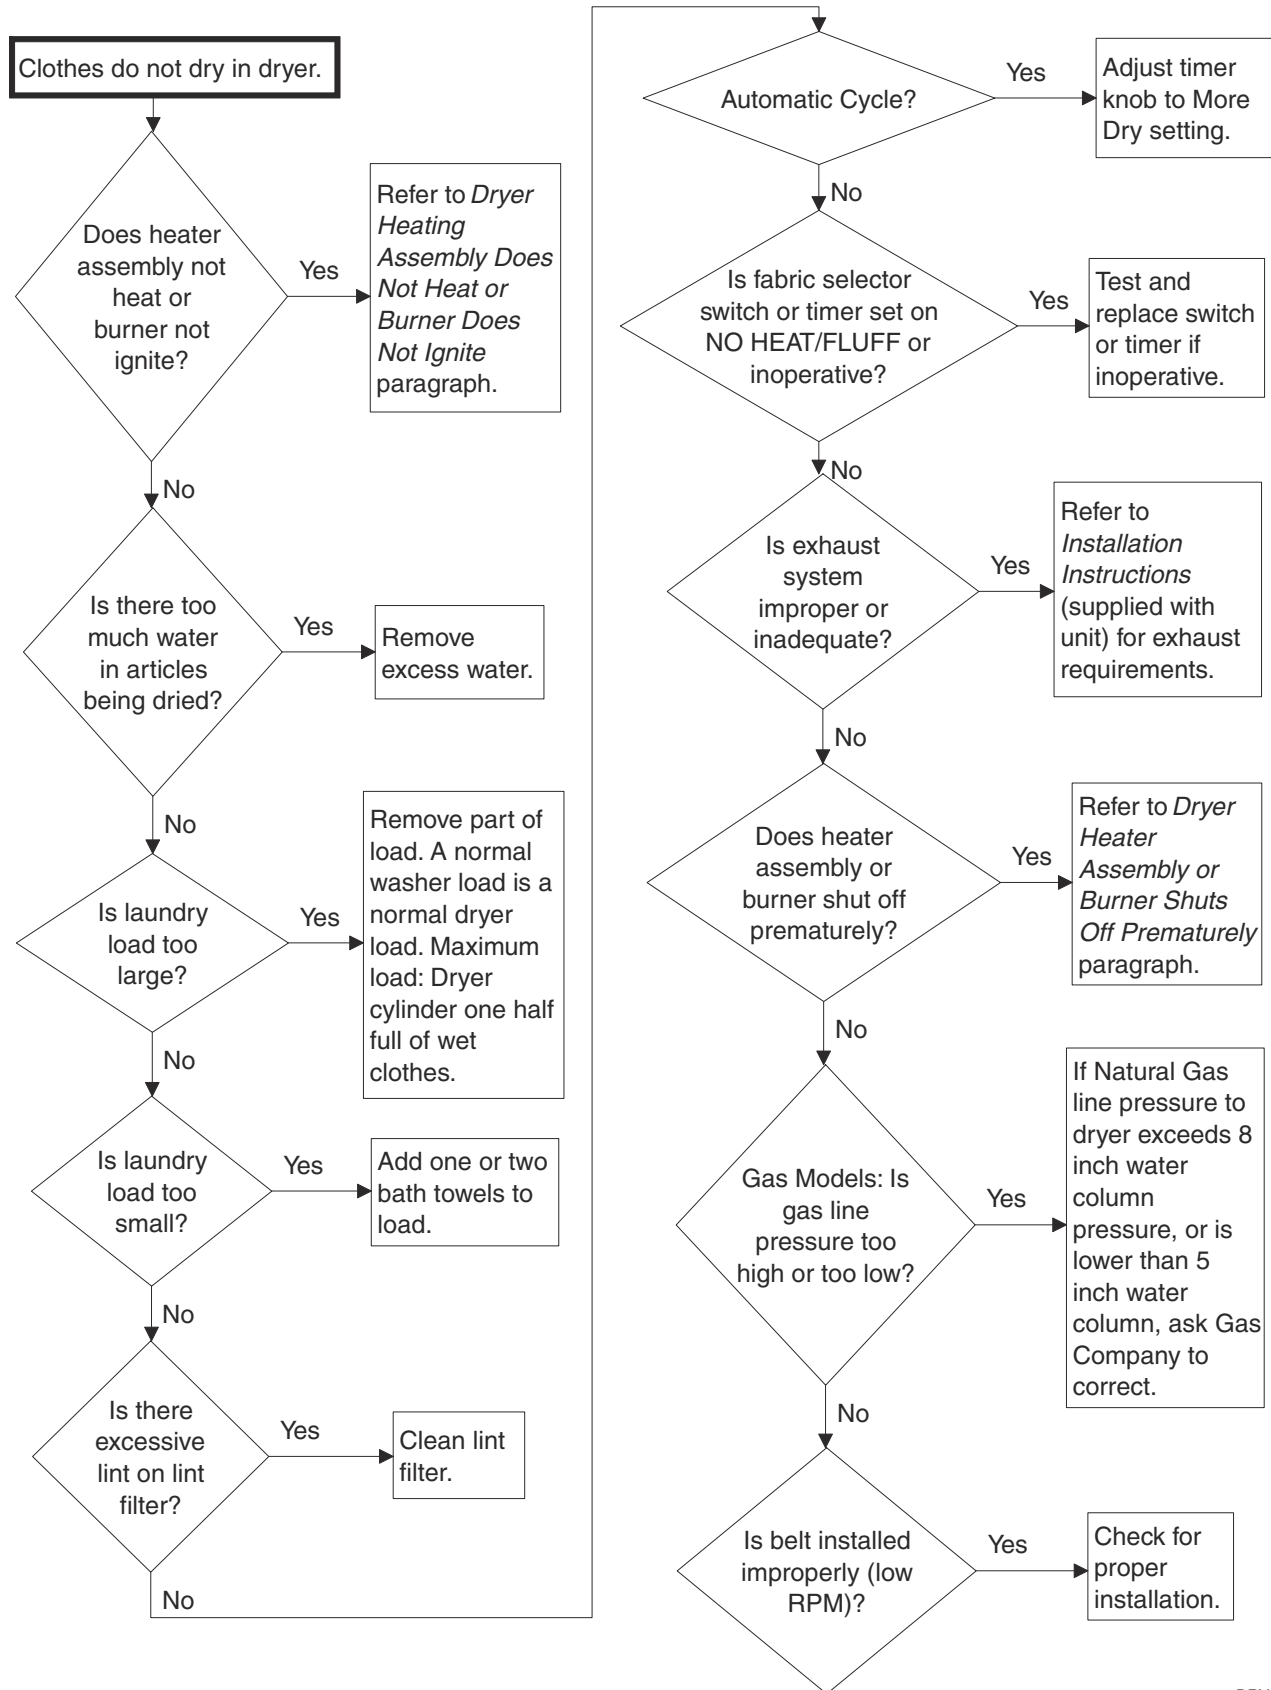 Clothes do not dry in dryer.
Does heater
assembly not
heat or
burner not
ignite?
Yes
Refer to Dryer
Heating
Assembly Does
Not Heat or
Burner Does
Not Ignite
paragraph.
No
Is there too
much water
in articles
being dried?
Yes
Remove
excess water.
No
Is laundry
load too
large?
Yes
Remove part of
load. A normal
washer load is a
normal dryer
load. Maximum
load: Dryer
cylinder one half
full of wet
clothes.
No
Is laundry
load too
small?
Yes
Add one or two
bath towels to
load.
No
Is there
excessive
lint on lint
filter?
Yes
Clean lint
filter.
No
Automatic Cycle?
Yes
Adjust timer
knob to More
Dry setting.
No
Is fabric selector
switch or timer set on
NO HEAT/FLUFF or
inoperative?
Yes
Test and
replace switch
or timer if
inoperative.
No
Is exhaust
system
improper or
inadequate?
Yes
Refer to
Installation
Instructions
(supplied with
unit) for exhaust
requirements.
No
Does heater
assembly or
burner shut off
prematurely?
Yes
Refer to Dryer
Heater
Assembly or
Burner Shuts
Off Prematurely
paragraph.
No
Gas Models: Is
gas line
pressure too
high or too low?
Yes
If Natural Gas
line pressure to
dryer exceeds 8
inch water
column
pressure, or is
lower than 5
inch water
column, ask Gas
Company to
correct.
No
Is belt installed
improperly (low
RPM)?
Yes
Check for
proper
installation.